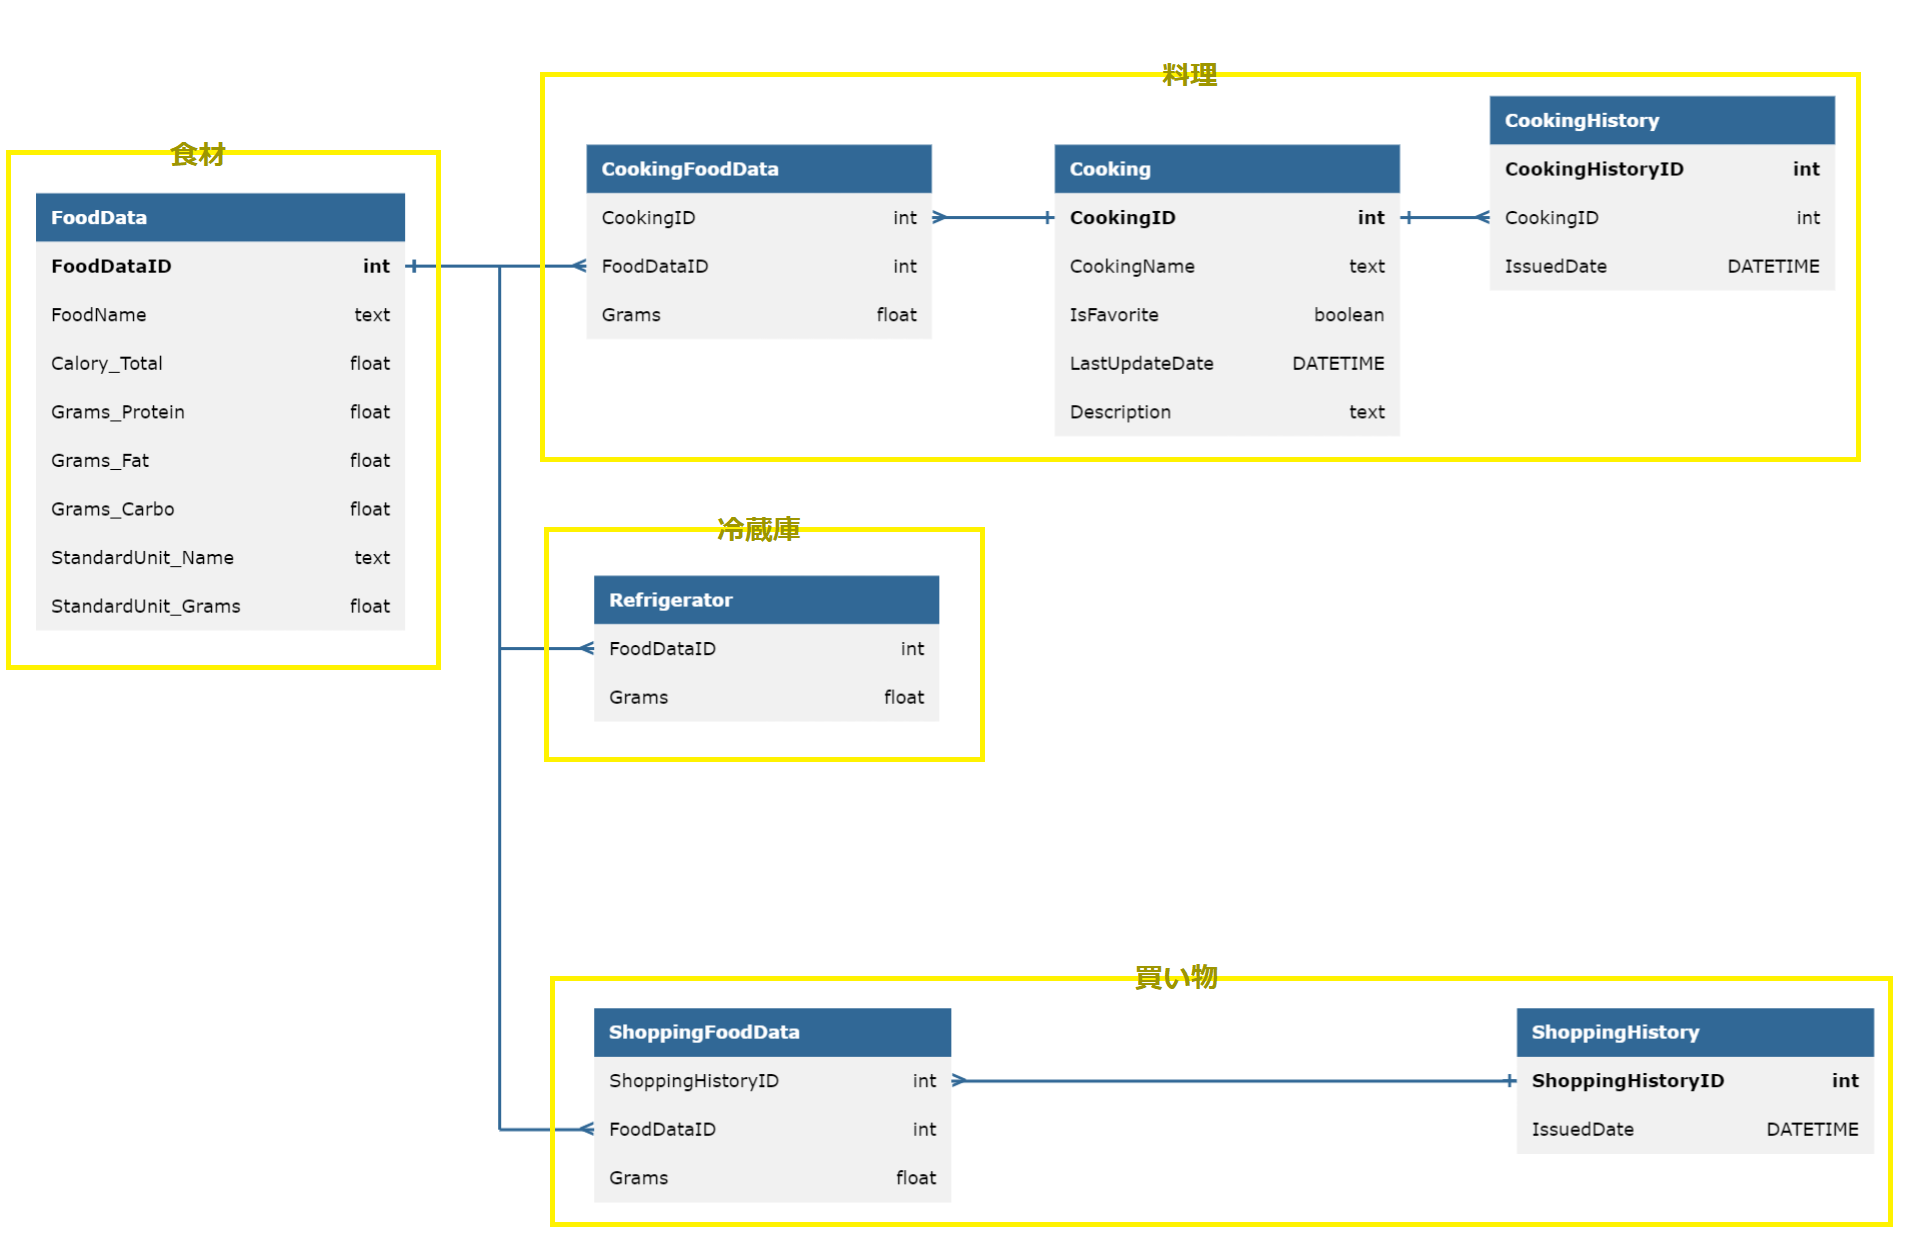 食材
FoodData
FoodDataID int
FoodName text
Calory_Total float
Grams_Protein float
Grams_Fat float
Grams_Carbo float
StandardUnit_Name text
StandardUnit_Grams float
料理
CookingFoodData
CookingID int
FoodDataID int
Grams float
Cooking
CookingID int
CookingName text
IsFavorite boolean
LastUpdateDate DATETIME
Description text
CookingHistory
CookingHistoryID int
CookingID int
IssuedDate DATETIME
冷蔵庫
Refrigerator
FoodDataID int
Grams float
買い物
ShoppingFoodData
ShoppingHistoryID int
FoodDataID int
Grams float
ShoppingHistory
ShoppingHistoryID int
IssuedDate DATETIME